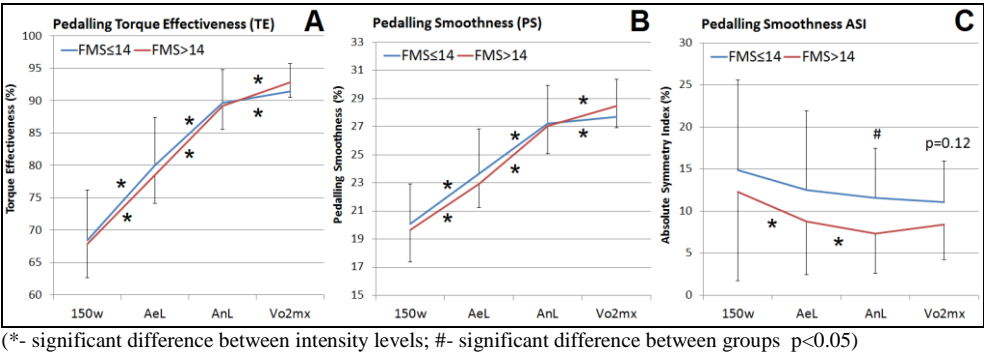 Pedalling Torque Effectiveness (TE) A
FMS≤14 FMS>14
Torque Effectiveness (%)
100
95
90
85
80
75
70
65
60
* * * * * *
150w AeL AnL Vo2mx
Pedalling Smoothness (PS) B
FMS≤14 FMS>14
Pedalling Smoothness (%)
33
31
29
27
25
23
21
19
17
15
* * * * * *
150w AeL AnL Vo2mx
Pedalling Smoothness ASI C
FMS≤14 FMS>14
Absolute Symmetry Index (%)
30
25
20
15
10
5
0
# p=0.12
* *
150w AeL AnL Vo2mx
(*- significant difference between intensity levels; #- significant difference between groups p<0.05)